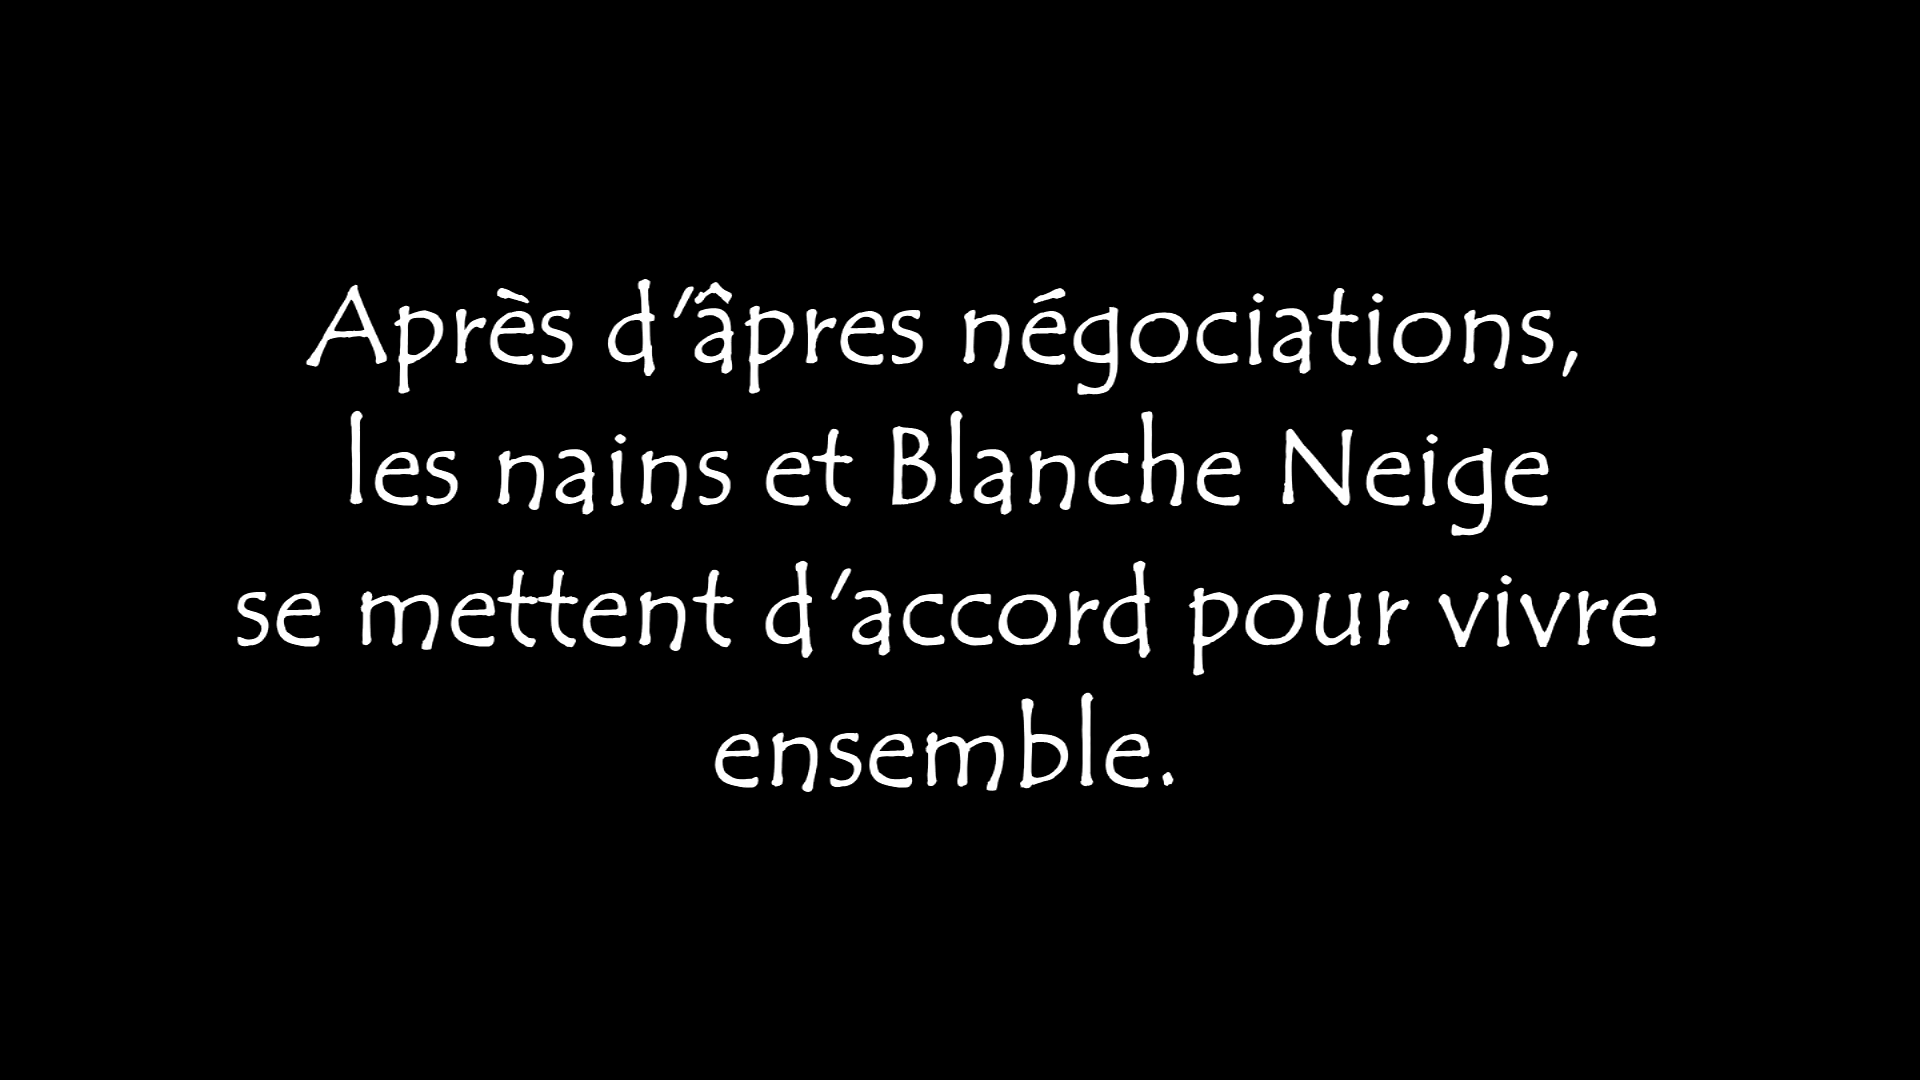 Après d'âpres négociations,
les nains et Blanche Neige
se mettent d'accord pour vivre
ensemble.